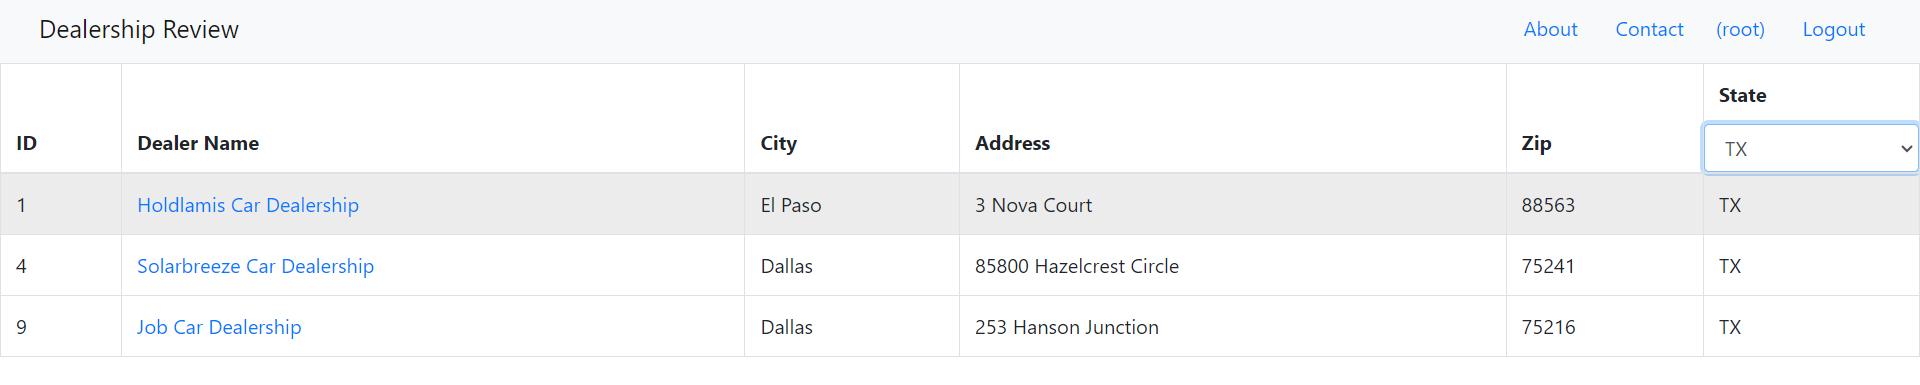 Dealership Review About Contact (root) Logout
State
ID Dealer Name City Address Zip
TX
1 Holdlamis Car Dealership El Paso 3 Nova Court 88563 TX
4 Solarbreeze Car Dealership Dallas 85800 Hazelcrest Circle 75241 TX
9 Job Car Dealership Dallas 253 Hanson Junction 75216 TX